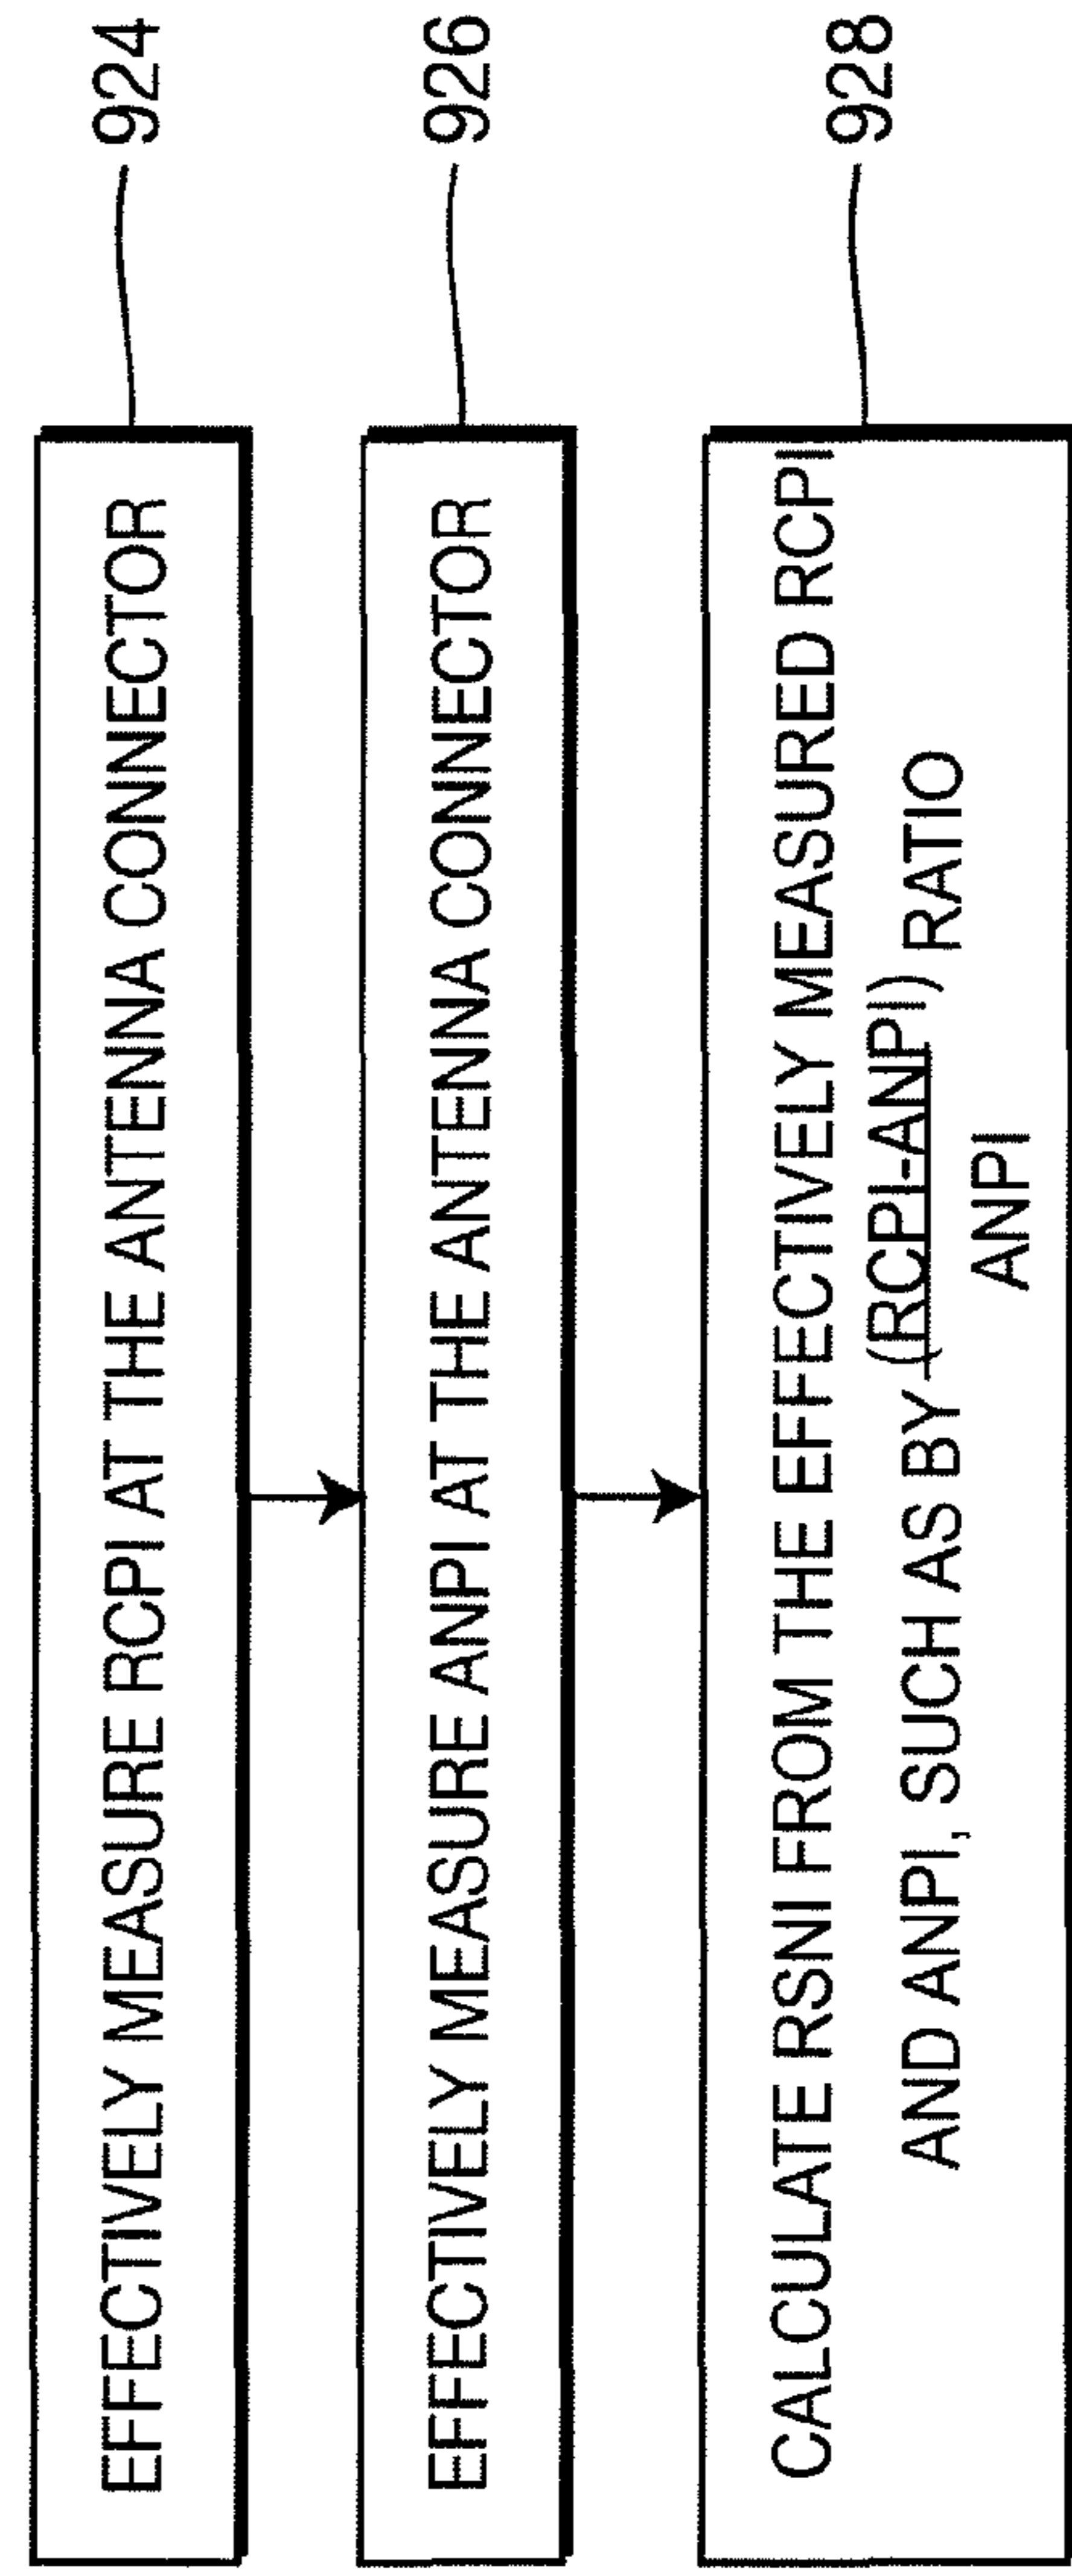 EFFECTIVELY MEASURE RCPI AT THE ANTENNA CONNECTOR
924
EFFECTIVELY MEASURE ANPI AT THE ANTENNA CONNECTOR
926
CALCULATE RSNI FROM THE EFFECTIVELY MEASURED RCPI
AND ANPI, SUCH AS BY (RCPI-ANPI) RATIO
ANPI
928